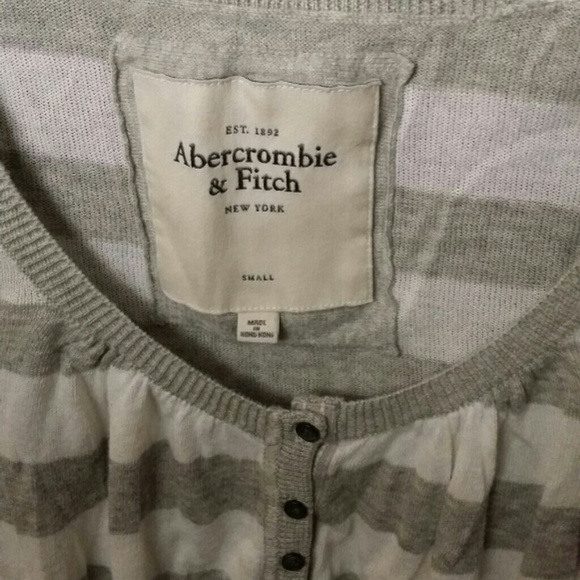 EST. 1892
Abercrombie
& Fitch
NEW YORK
SMALL
MADE
IN
HONG KONG